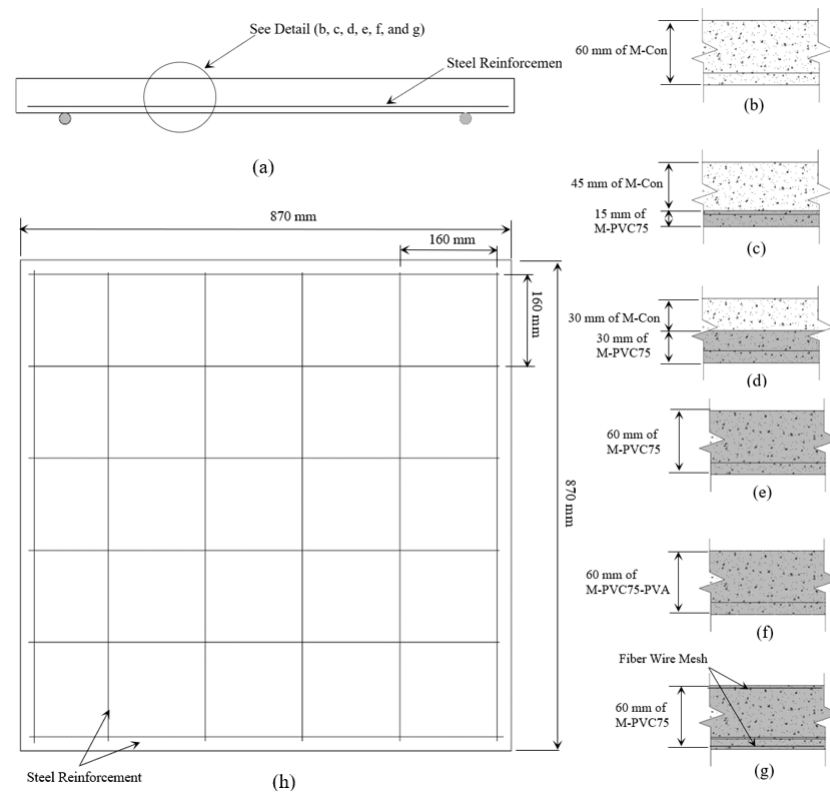 See Detail (b, c, d, e, f, and g)
Steel Reinforcemen
(a)
60 mm of M-Con
(b)
45 mm of M-Con
15 mm of
M-PVC75
(c)
30 mm of M-Con
30 mm of
M-PVC75
(d)
60 mm of
M-PVC75
(e)
60 mm of
M-PVC75-PVA
(f)
Fiber Wire Mesh
60 mm of
M-PVC75
(g)
870 mm
160 mm
160 mm
870 mm
Steel Reinforcement
(h)